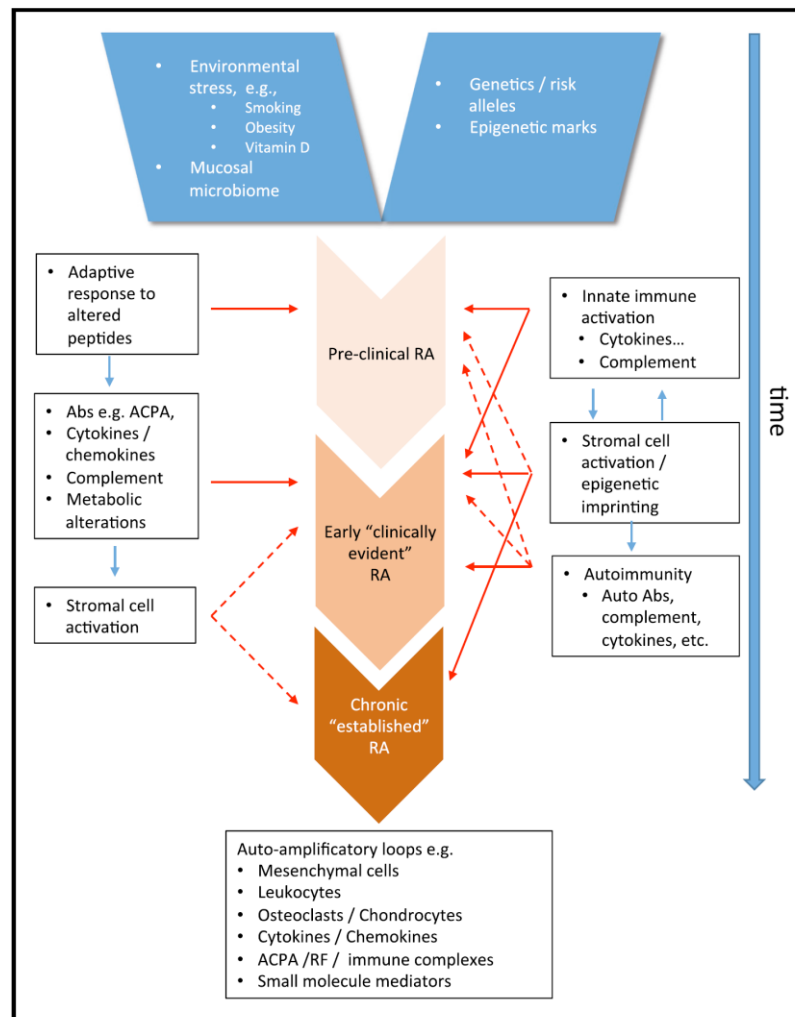 • Environmental
stress, e.g.,
• Smoking
• Obesity
• Vitamin D
• Mucosal
microbiome
• Genetics / risk
alleles
• Epigenetic marks
• Adaptive
response to
altered
peptides
Pre-clinical RA
• Innate immune
activation
• Cytokines...
• Complement
time
• Abs e.g. ACPA,
• Cytokines /
chemokines
• Complement
• Metabolic
alterations
• Stromal cell
activation /
epigenetic
imprinting
Early “clinically
evident”
RA
• Stromal cell
activation
• Autoimmunity
• Auto Abs,
complement,
cytokines, etc.
Chronic
“established”
RA
Auto-amplificatory loops e.g.
• Mesenchymal cells
• Leukocytes
• Osteoclasts / Chondrocytes
• Cytokines / Chemokines
• ACPA /RF / immune complexes
• Small molecule mediators